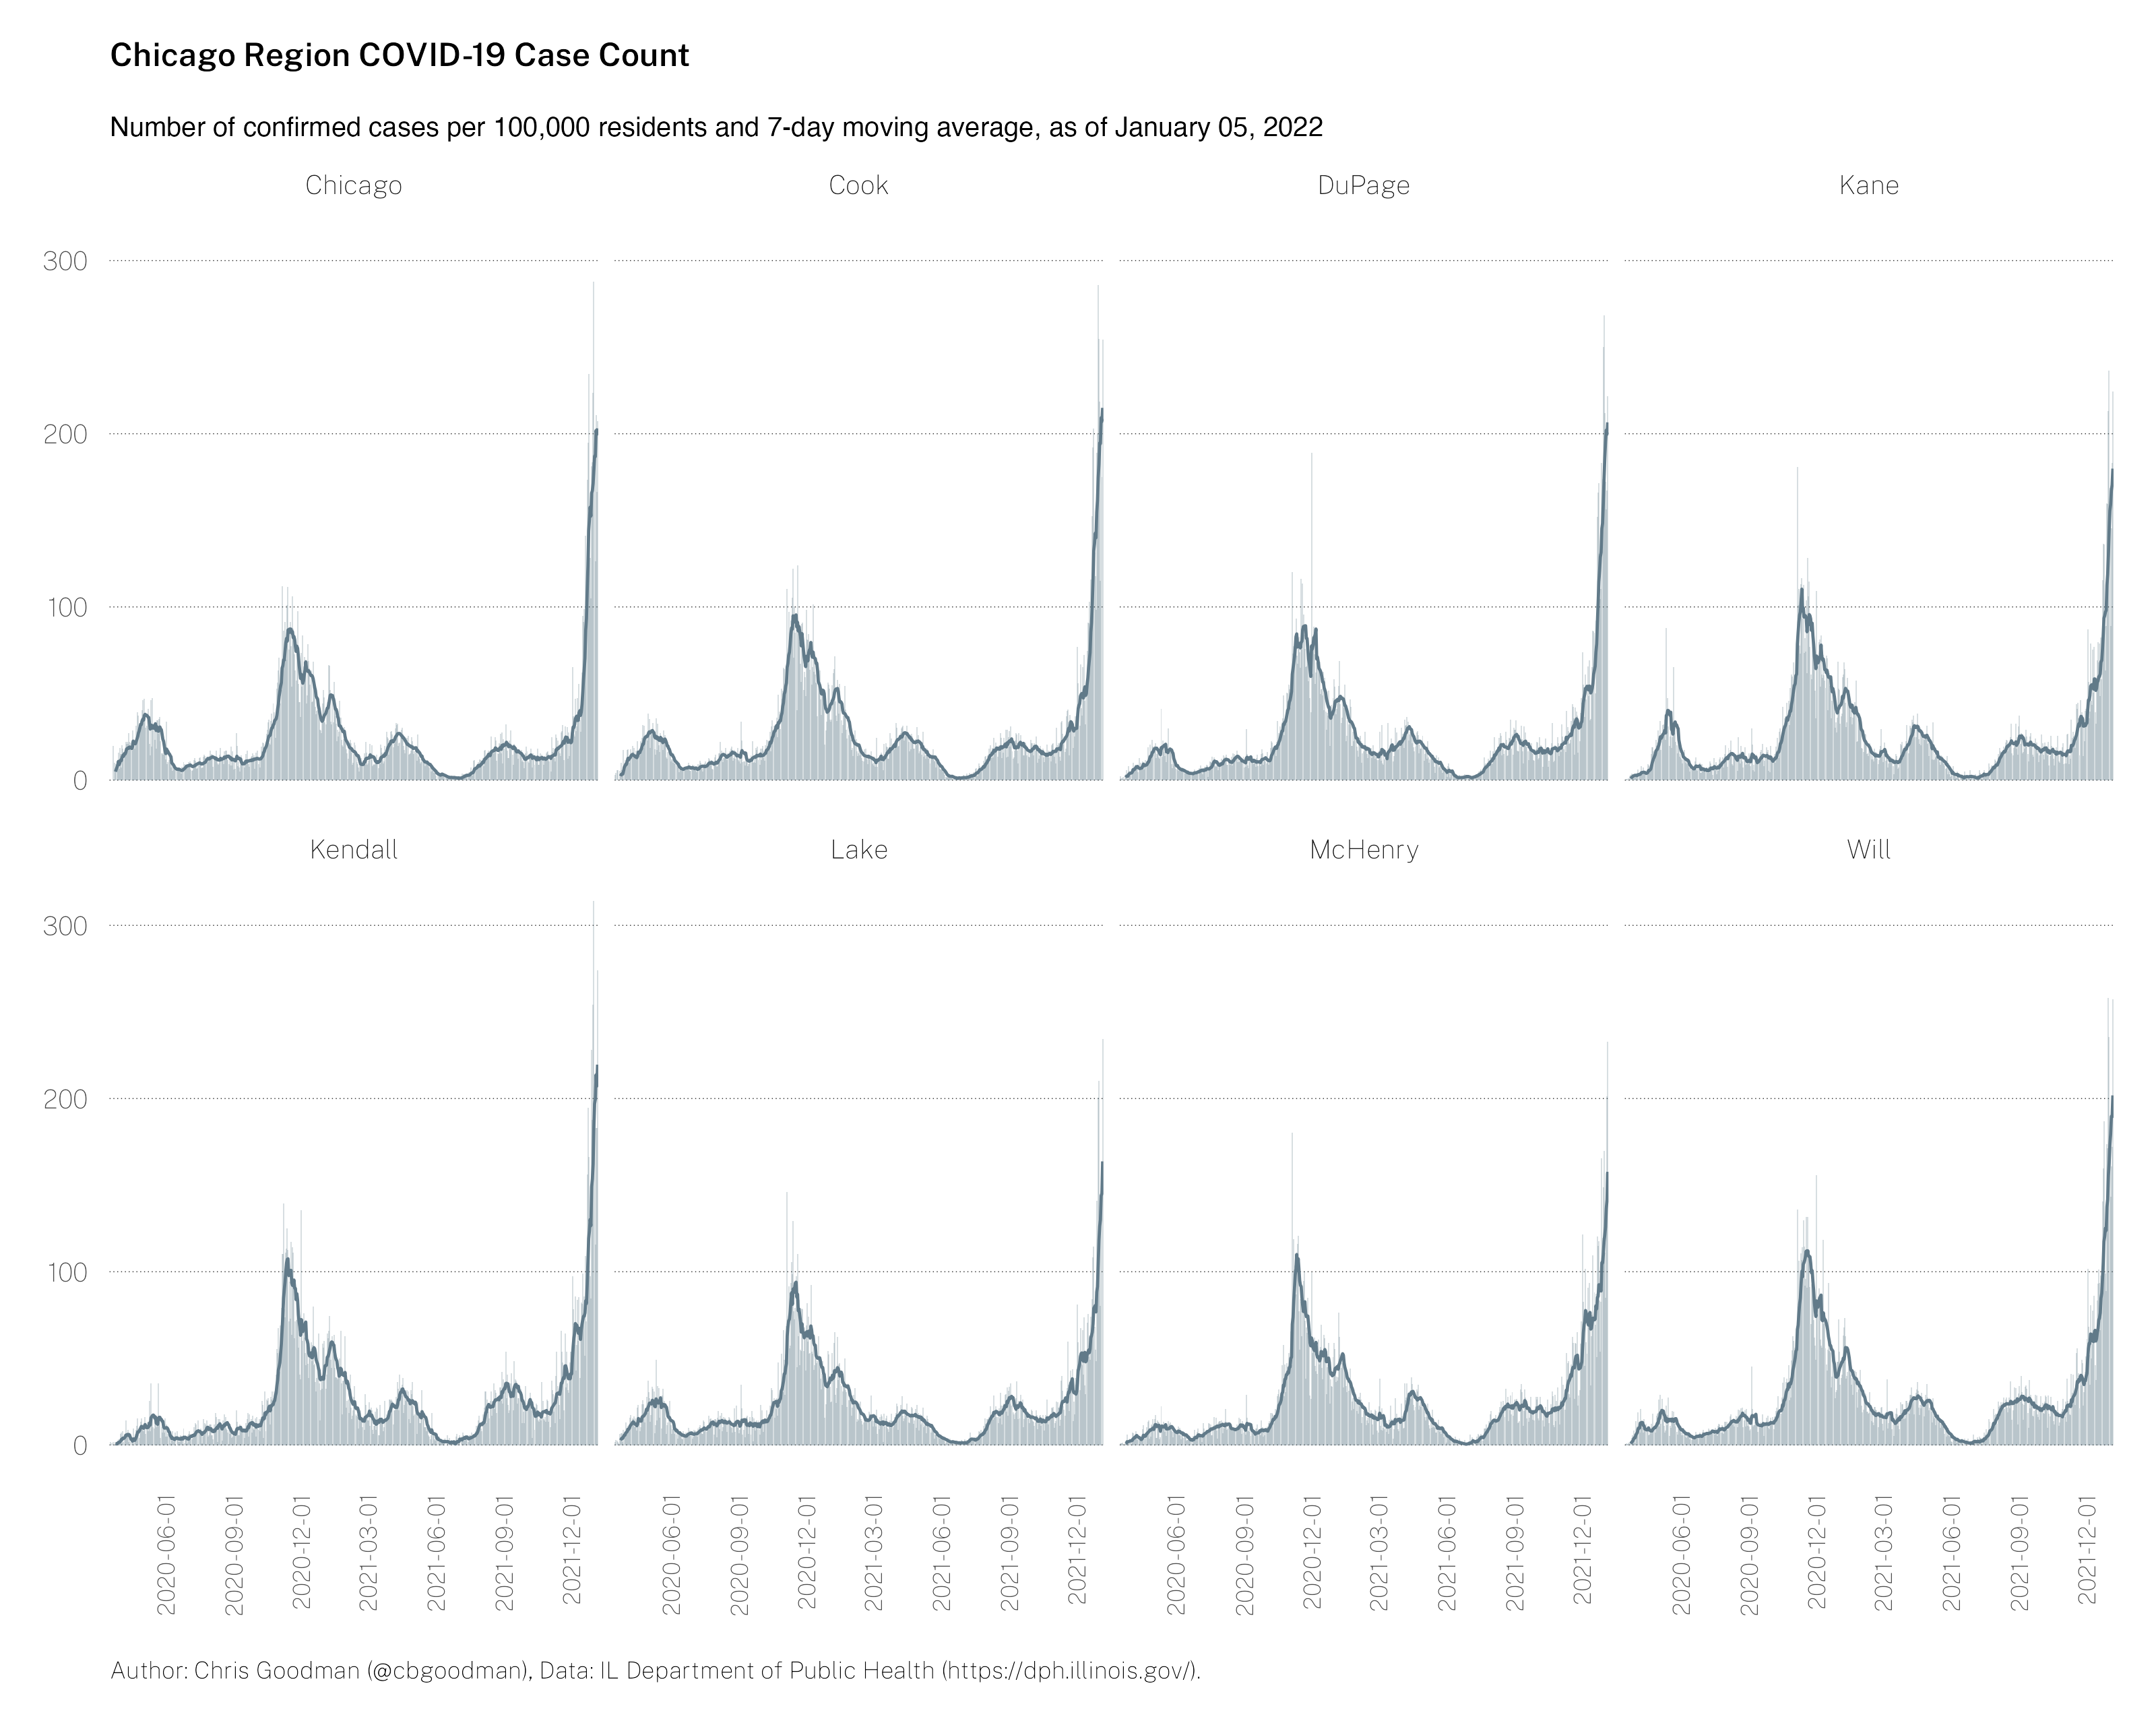 Chicago Region COVID-19 Case Count
Number of confirmed cases per 100,000 residents and 7-day moving average, as of January 05, 2022
Chicago Cook DuPage Kane
300
200
100
0
Kendall Lake McHenry Will
300
200
100
0
2020-06-01 2020-09-01 2020-12-01 2021-03-01 2021-06-01 2021-09-01 2021-12-01 2020-06-01 2020-09-01 2020-12-01 2021-03-01 2021-06-01 2021-09-01 2021-12-01 2020-06-01 2020-09-01 2020-12-01 2021-03-01 2021-06-01 2021-09-01 2021-12-01 2020-06-01 2020-09-01 2020-12-01 2021-03-01 2021-06-01 2021-09-01 2021-12-01
Author: Chris Goodman (@cbgoodman), Data: IL Department of Public Health (https://dph.illinois.gov/).